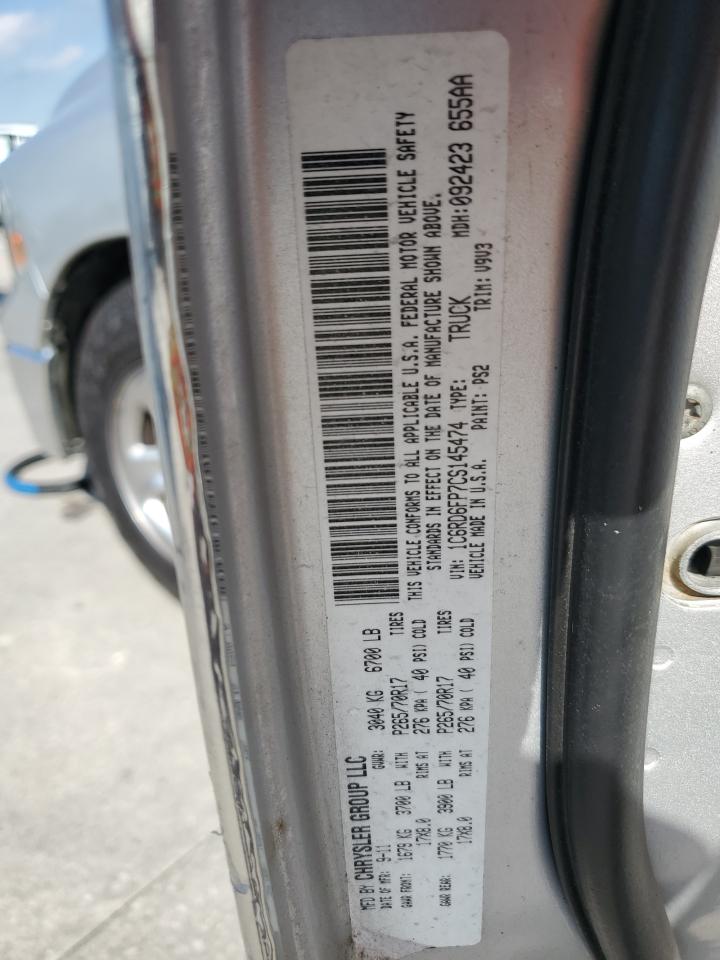 MFD BY CHRYSLER GROUP LLC
DATE OF MFR: 9-11 GVWR: 3040 KG 6700 LB
GAWR FRONT: 1679 KG 3700 LB WITH P265/70R17 TIRES
17X8.0 RIMS AT 276 KPA ( 40 PSI) COLD
GAWR REAR: 1770 KG 3900 LB WITH P265/70R17 TIRES
17X8.0 RIMS AT 276 KPA ( 40 PSI) COLD
THIS VEHICLE CONFORMS TO ALL APPLICABLE U.S.A. FEDERAL MOTOR VEHICLE SAFETY
STANDARDS IN EFFECT ON THE DATE OF MANUFACTURE SHOWN ABOVE.
VIN: 1C6RD6FP7CS145474 TYPE: TRUCK MDH:092423 655AA
VEHICLE MADE IN U.S.A. PAINT: PS2 TRIM: V9V3